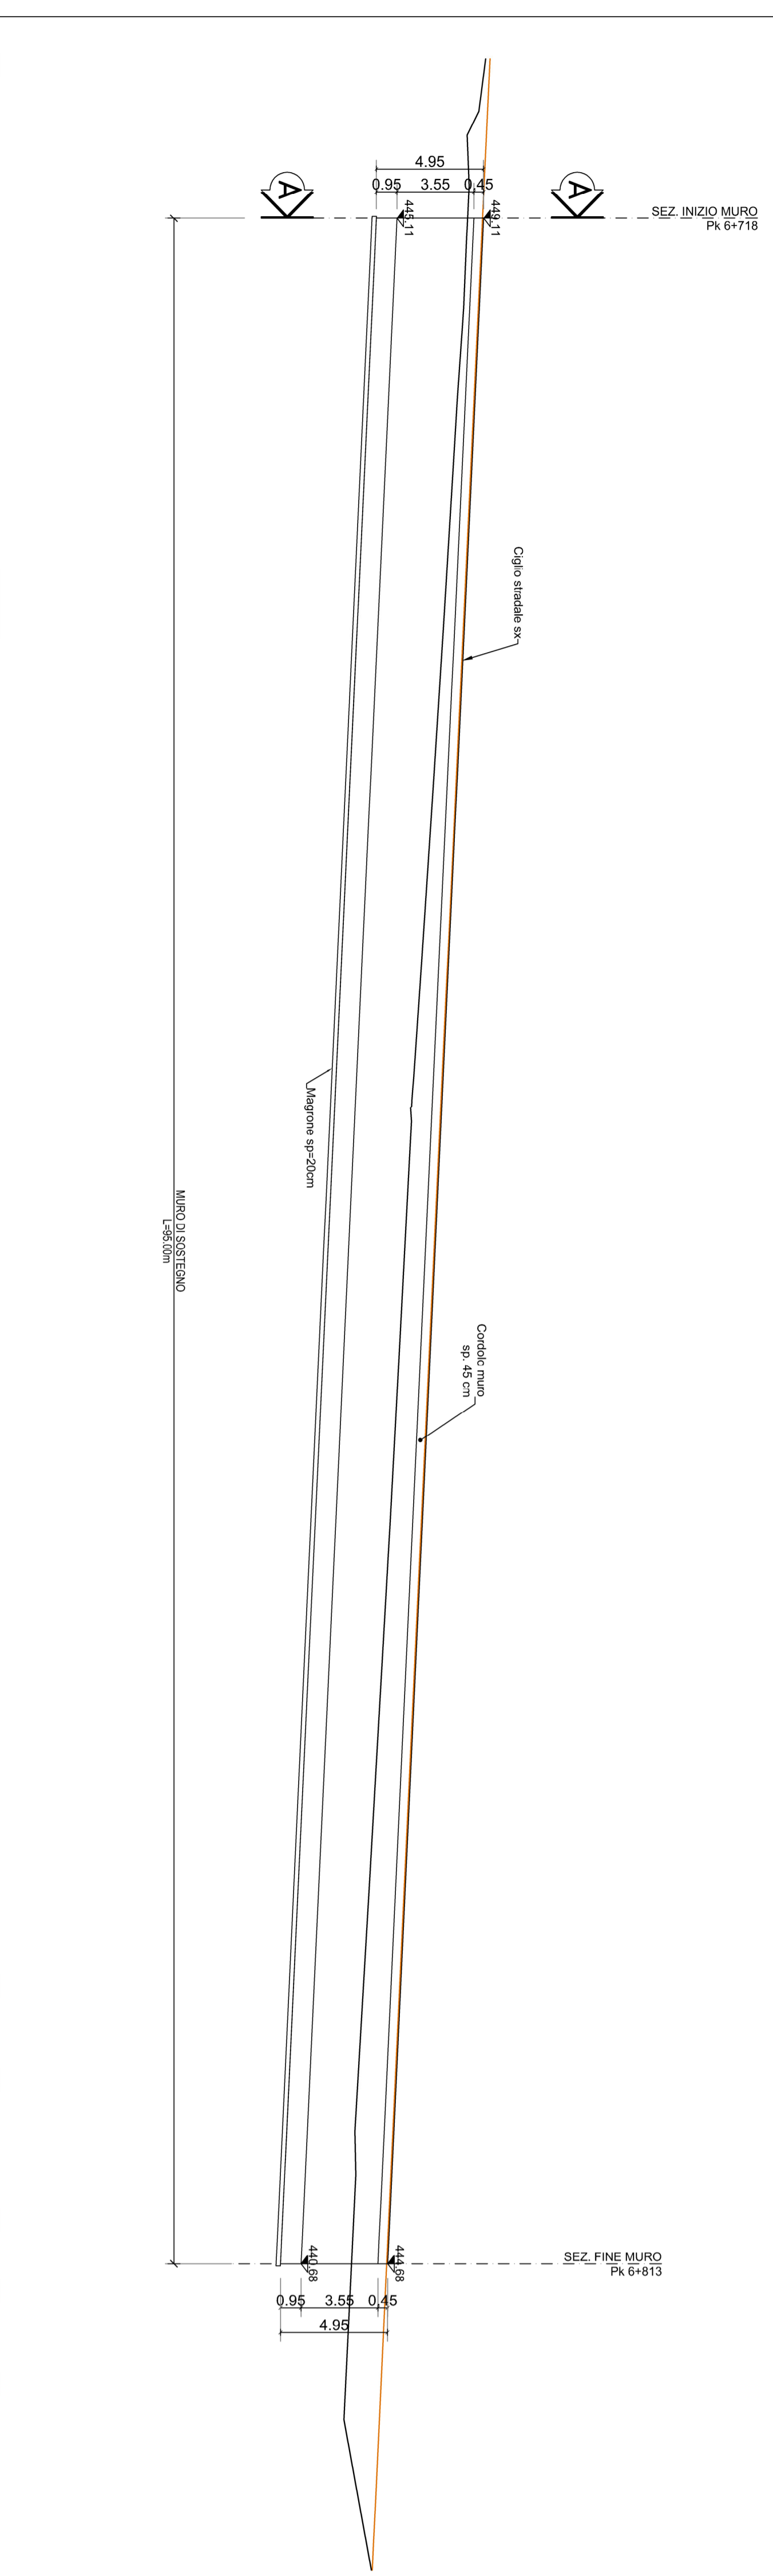 4.95
0.95 3.55 0.45
A
A
445.11
449.11
SEZ. INIZIO MURO
Pk 6+718
Ciglio stradale sx
Magrone sp=20cm
MURO DI SOSTEGNO
L=95.00m
Cordolo muro
sp. 45 cm
440.68
444.68
SEZ. FINE MURO
Pk 6+813
0.95 3.55 0.45
4.95